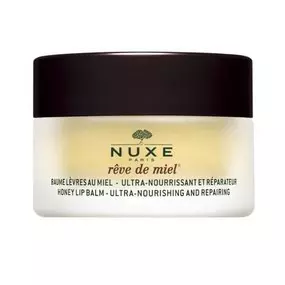 NUXE
PARIS
rêve de miel®
BAUME LÈVRES AU MIEL - ULTRA-NOURRISSANT ET RÉPARATEUR
HONEY LIP BALM - ULTRA-NOURISHING AND REPAIRING